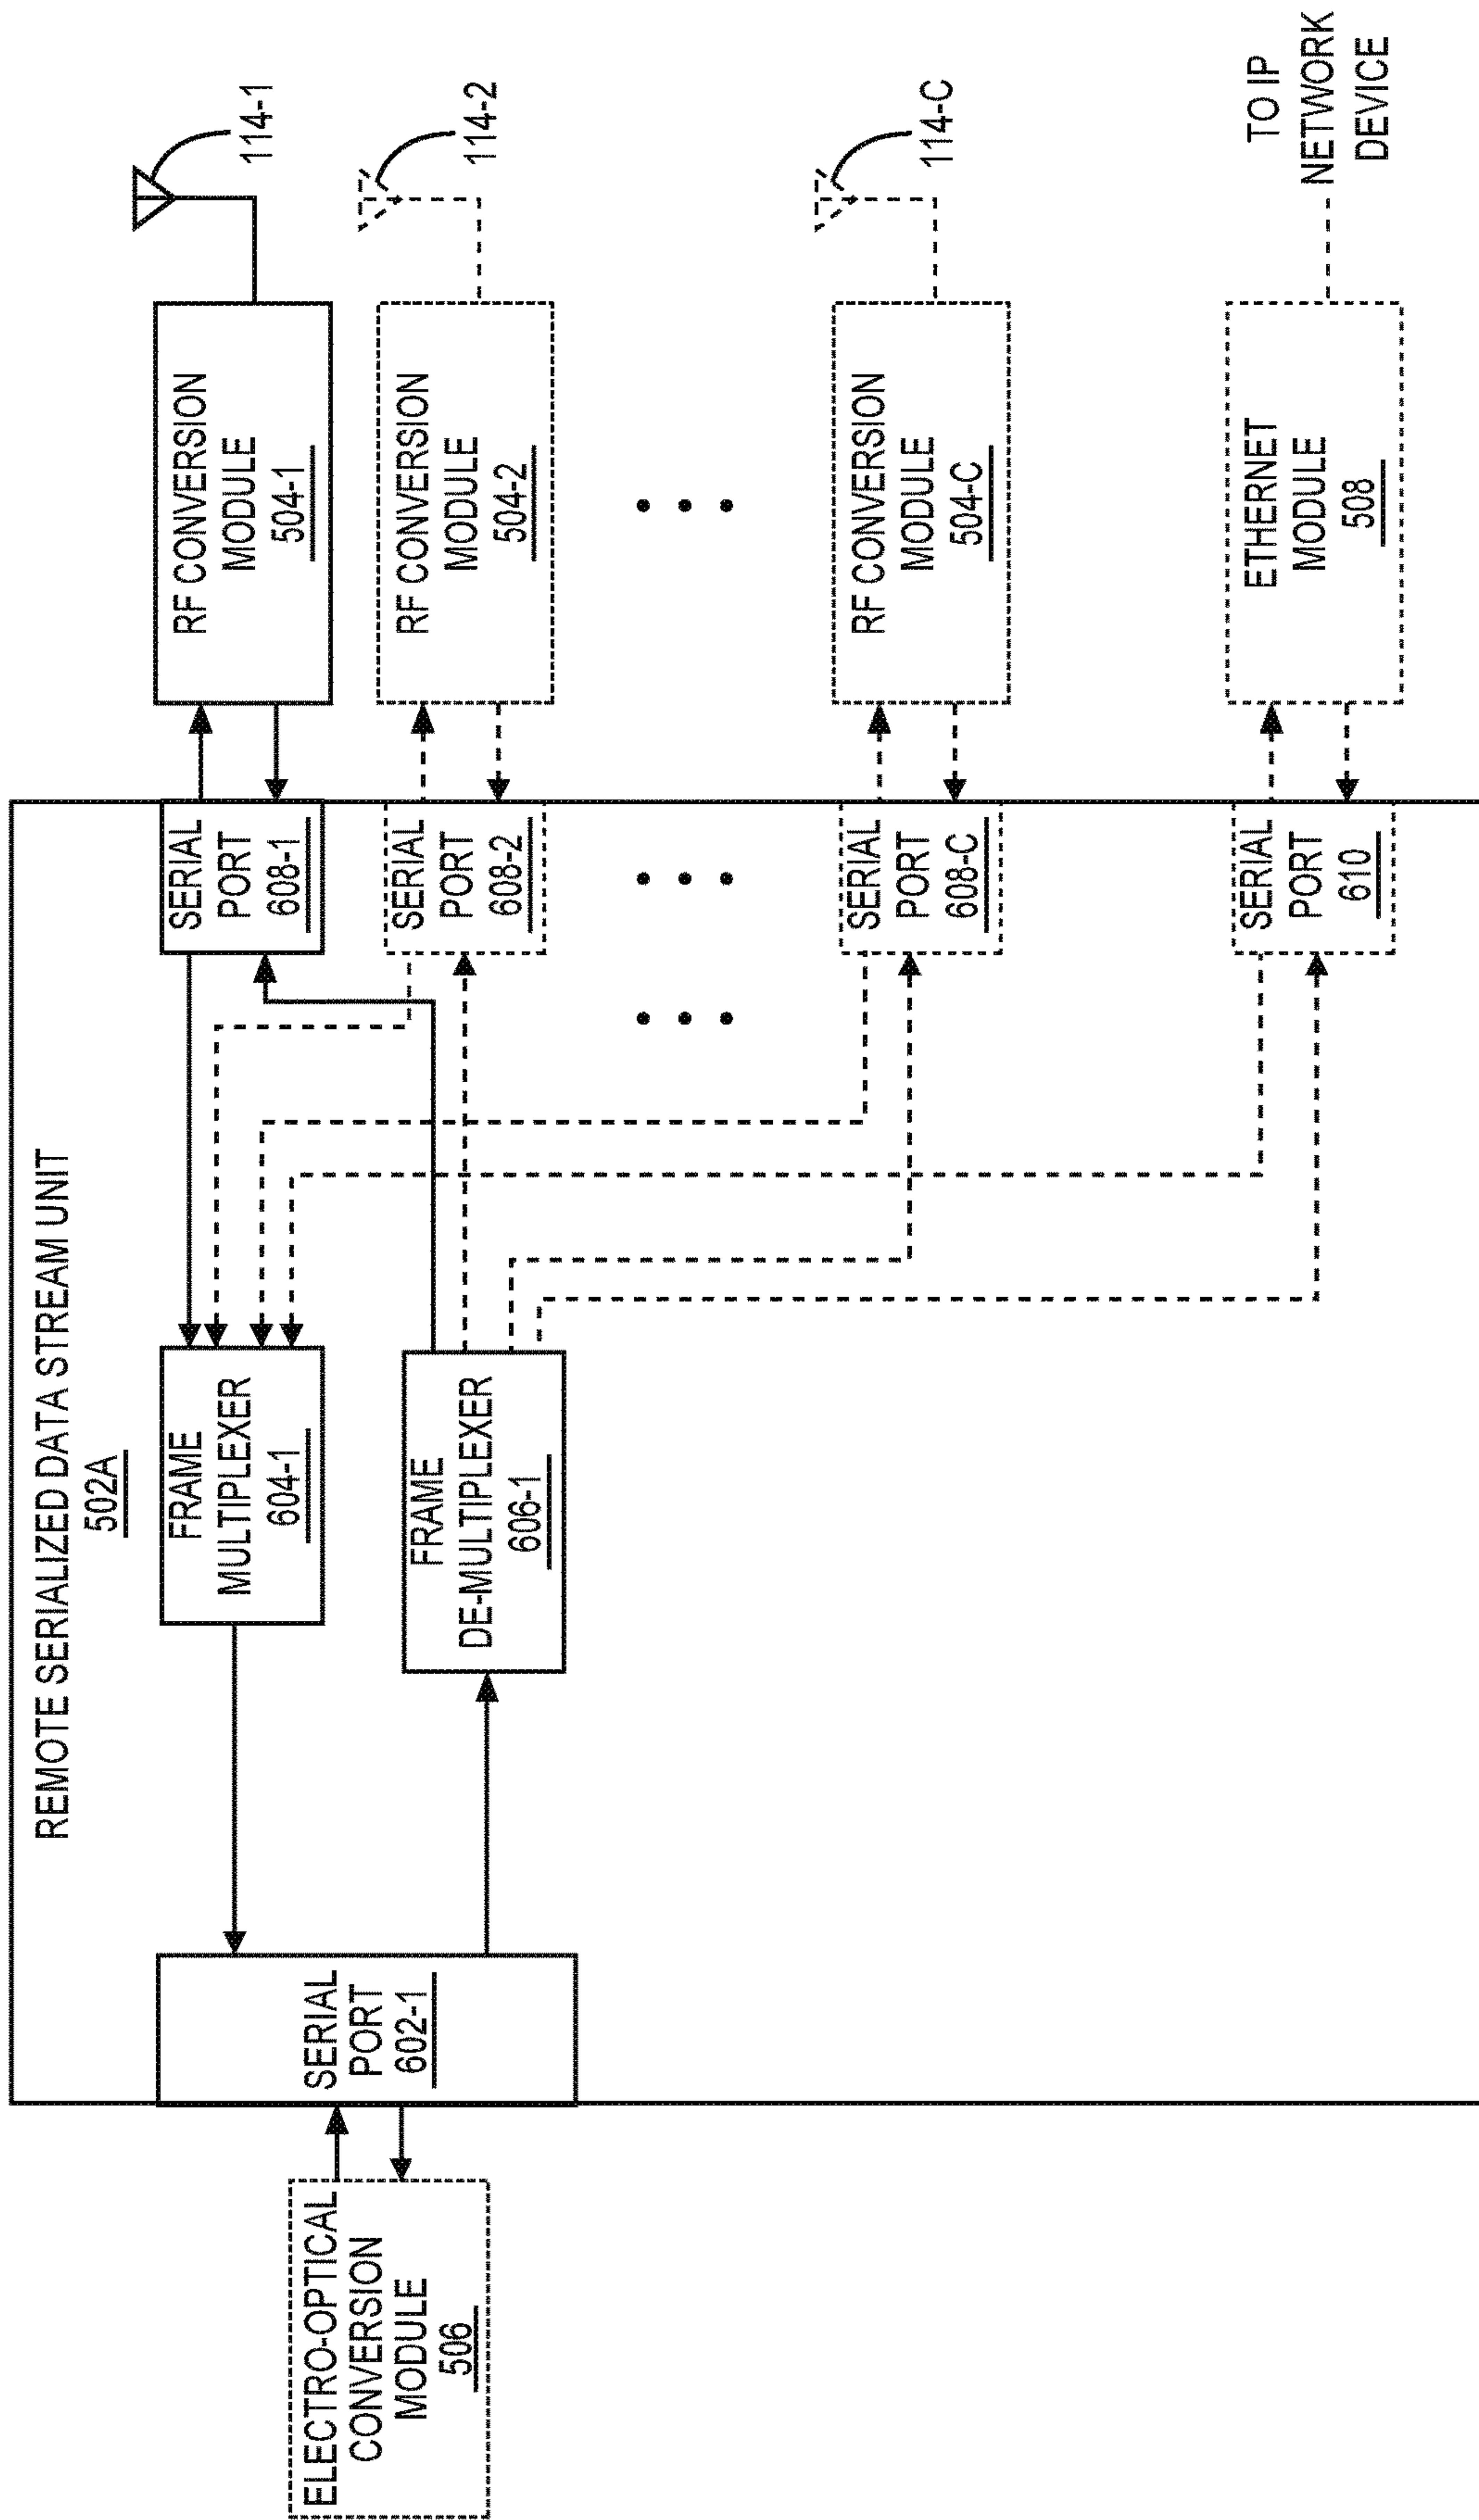 REMOTE SERIALIZED DATA STREAM UNIT
502A
ELECTRO-OPTICAL
CONVERSION
MODULE
506
SERIAL
PORT
602-1
FRAME
MULTIPLEXER
604-1
FRAME
DE-MULTIPLEXER
606-1
SERIAL
PORT
608-1
SERIAL
PORT
608-2
SERIAL
PORT
608-C
SERIAL
PORT
610
RF CONVERSION
MODULE
504-1
RF CONVERSION
MODULE
504-2
RF CONVERSION
MODULE
504-C
ETHERNET
MODULE
508
114-1
114-2
114-C
TO IP
NETWORK
DEVICE